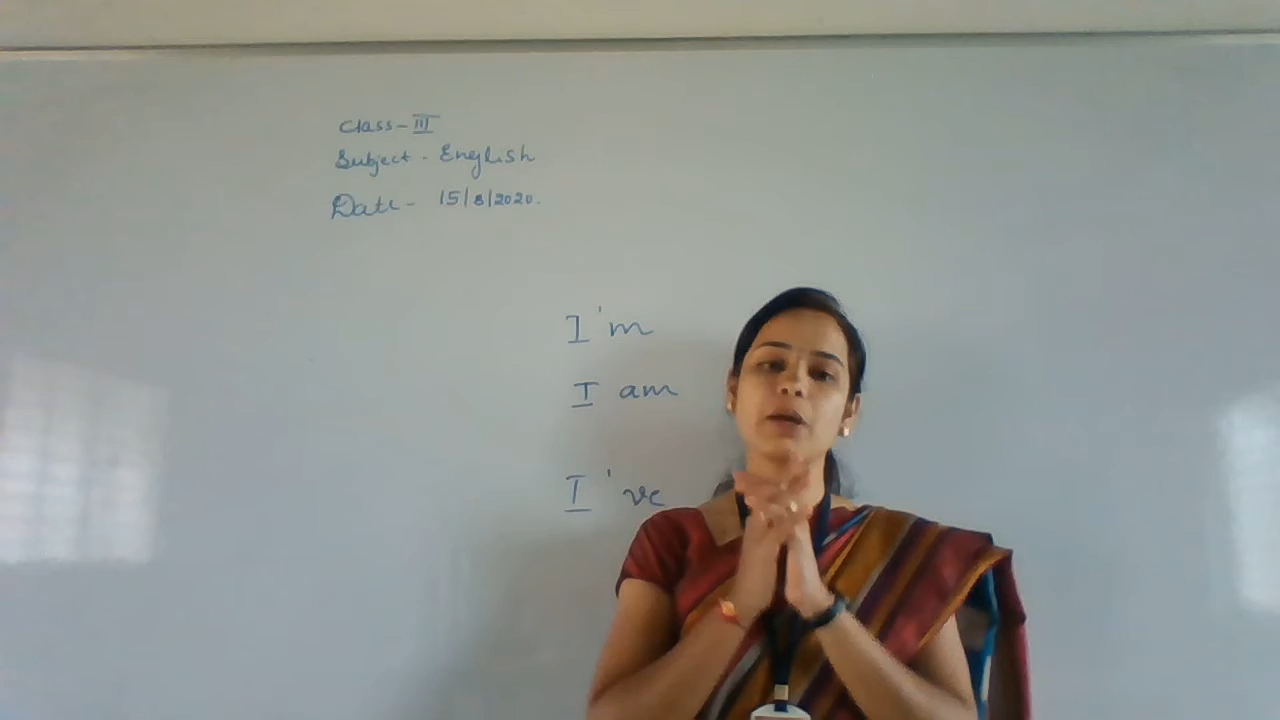 Class - III
Subject - English
Date - 15/8/2020.
I'm
I am
I've